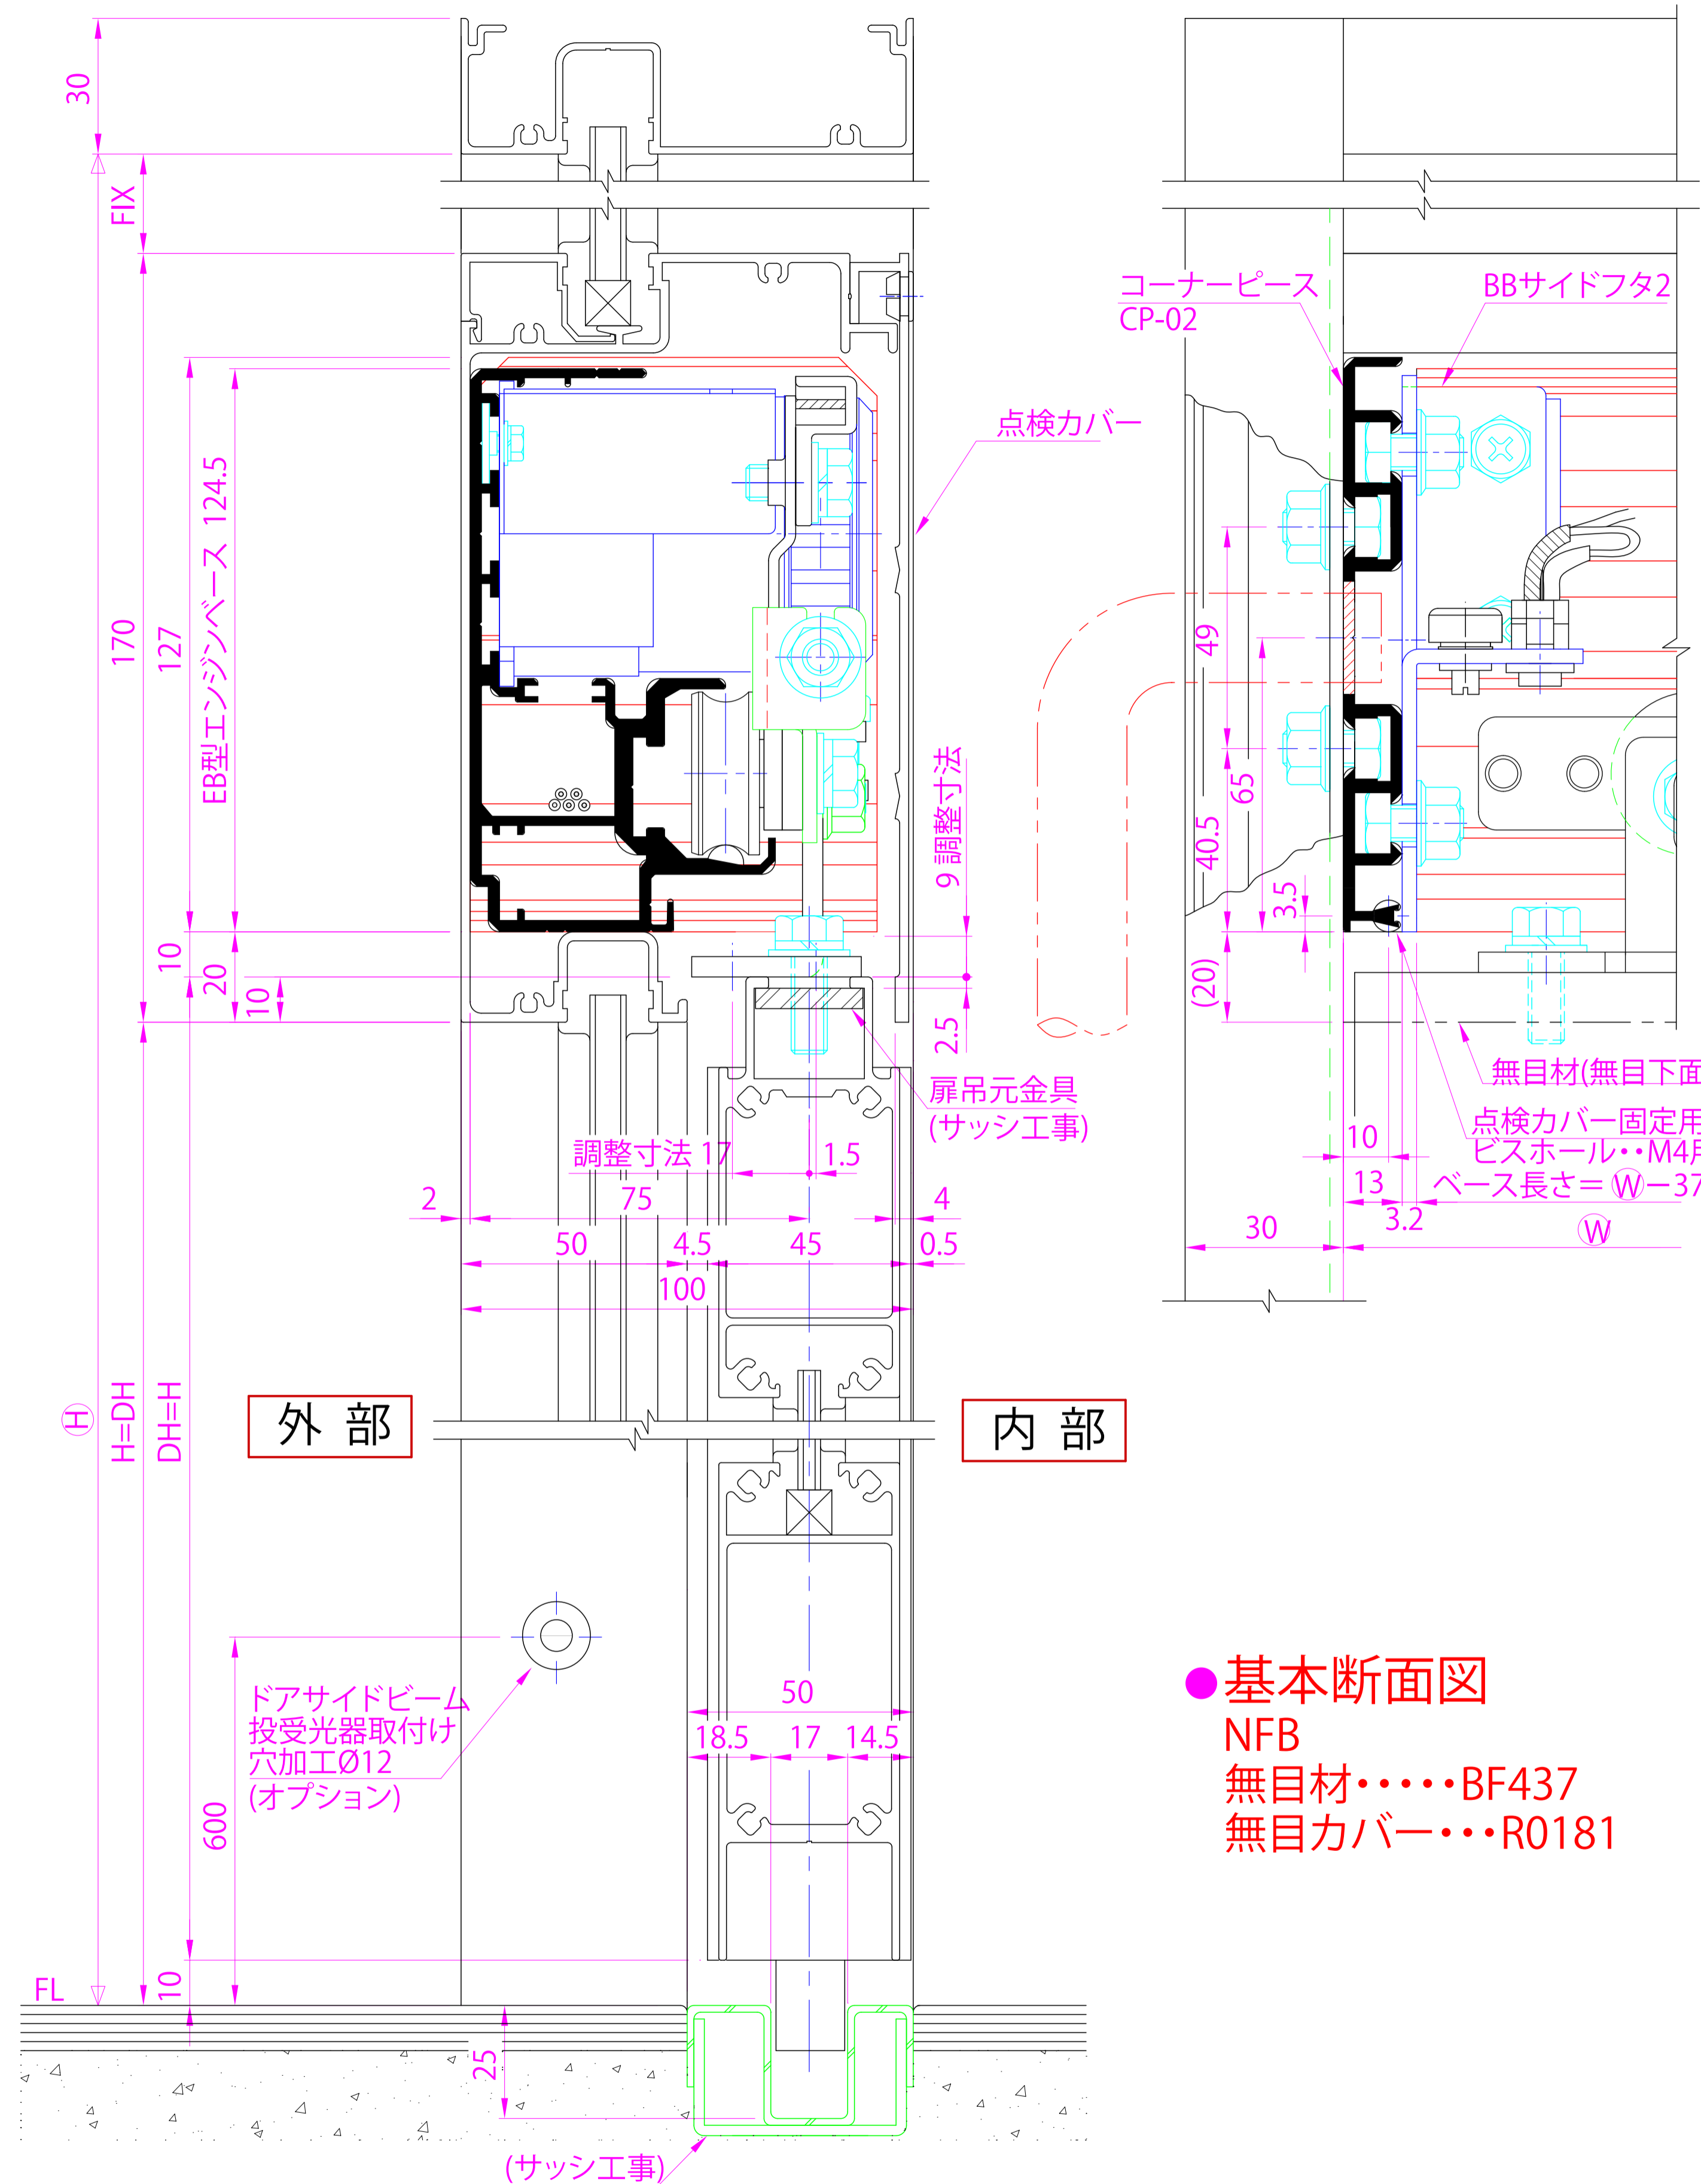 30
FIX
コーナーピース
CP-02
BBサイドフタ2
点検カバー
EB型エンジンベース 124.5
170
127
49
65
40.5
3.5
9 調整寸法
10
20
10
2.5
(20)
扉吊元金具
(サッシ工事)
無目材(無目下面
点検カバー固定用
ビスホール・・M4用
ベース長さ=Ⓦ-37
10
13
3.2
30
Ⓦ
調整寸法 17
1.5
2
75
4
50
4.5
45
0.5
100
Ⓗ
H=DH
DH=H
外 部
内 部
ドアサイドビーム
投受光器取付け
穴加工Ø12
(オプション)
600
50
18.5
17
14.5
●基本断面図
NFB
無目材・・・・・BF437
無目カバー・・・R0181
FL
10
25
(サッシ工事)